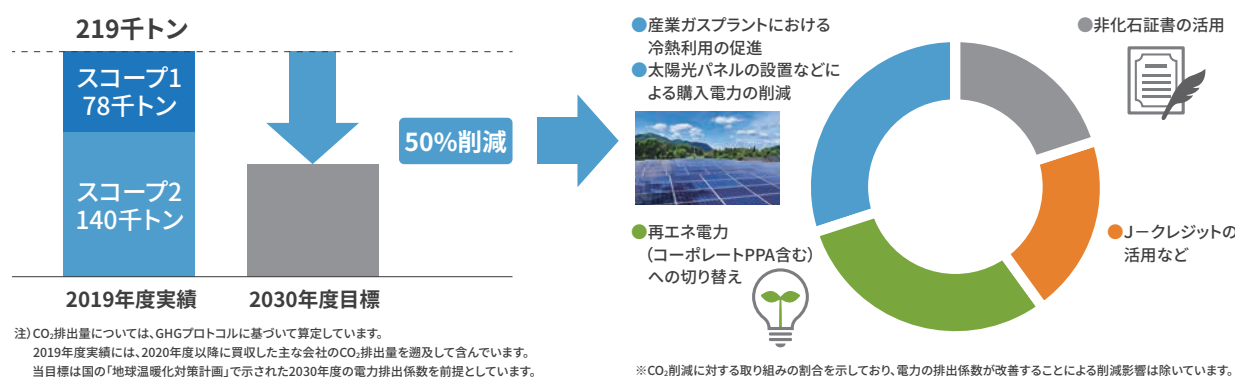 219千トン
スコープ1
78千トン
スコープ2
140千トン
50%削減
2019年度実績
2030年度目標
注）CO₂排出量については、GHGプロトコルに基づいて算定しています。
2019年度実績には、2020年度以降に買収した主な会社のCO₂排出量を遡及して含んでいます。
当目標は国の「地球温暖化対策計画」で示された2030年度の電力排出係数を前提としています。
●産業ガスプラントにおける
冷熱利用の促進
●太陽光パネルの設置などに
よる購入電力の削減
●再エネ電力
（コーポレートPPA含む）
への切り替え
●非化石証書の活用
●J－クレジットの
活用など
※CO₂削減に対する取り組みの割合を示しており、電力の排出係数が改善することによる削減影響は除いています。